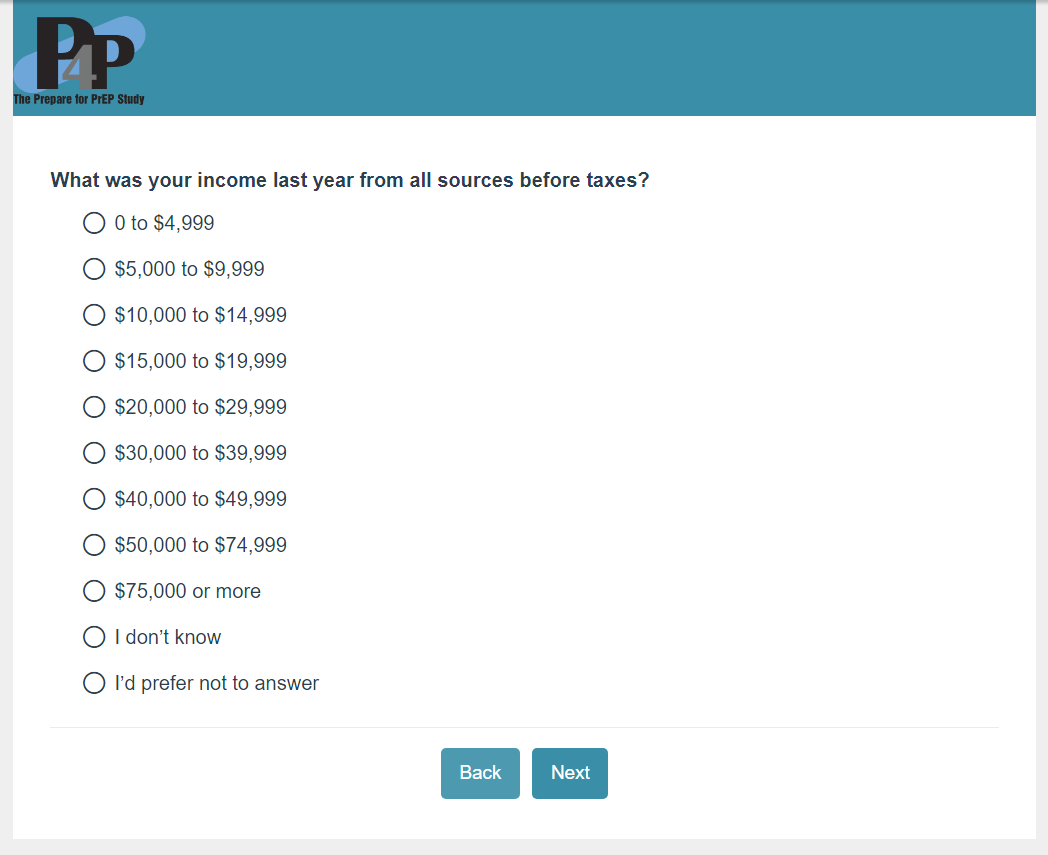 P4P
The Prepare for PrEP Study
What was your income last year from all sources before taxes?
0 to $4,999
$5,000 to $9,999
$10,000 to $14,999
$15,000 to $19,999
$20,000 to $29,999
$30,000 to $39,999
$40,000 to $49,999
$50,000 to $74,999
$75,000 or more
I don’t know
I’d prefer not to answer
Back Next